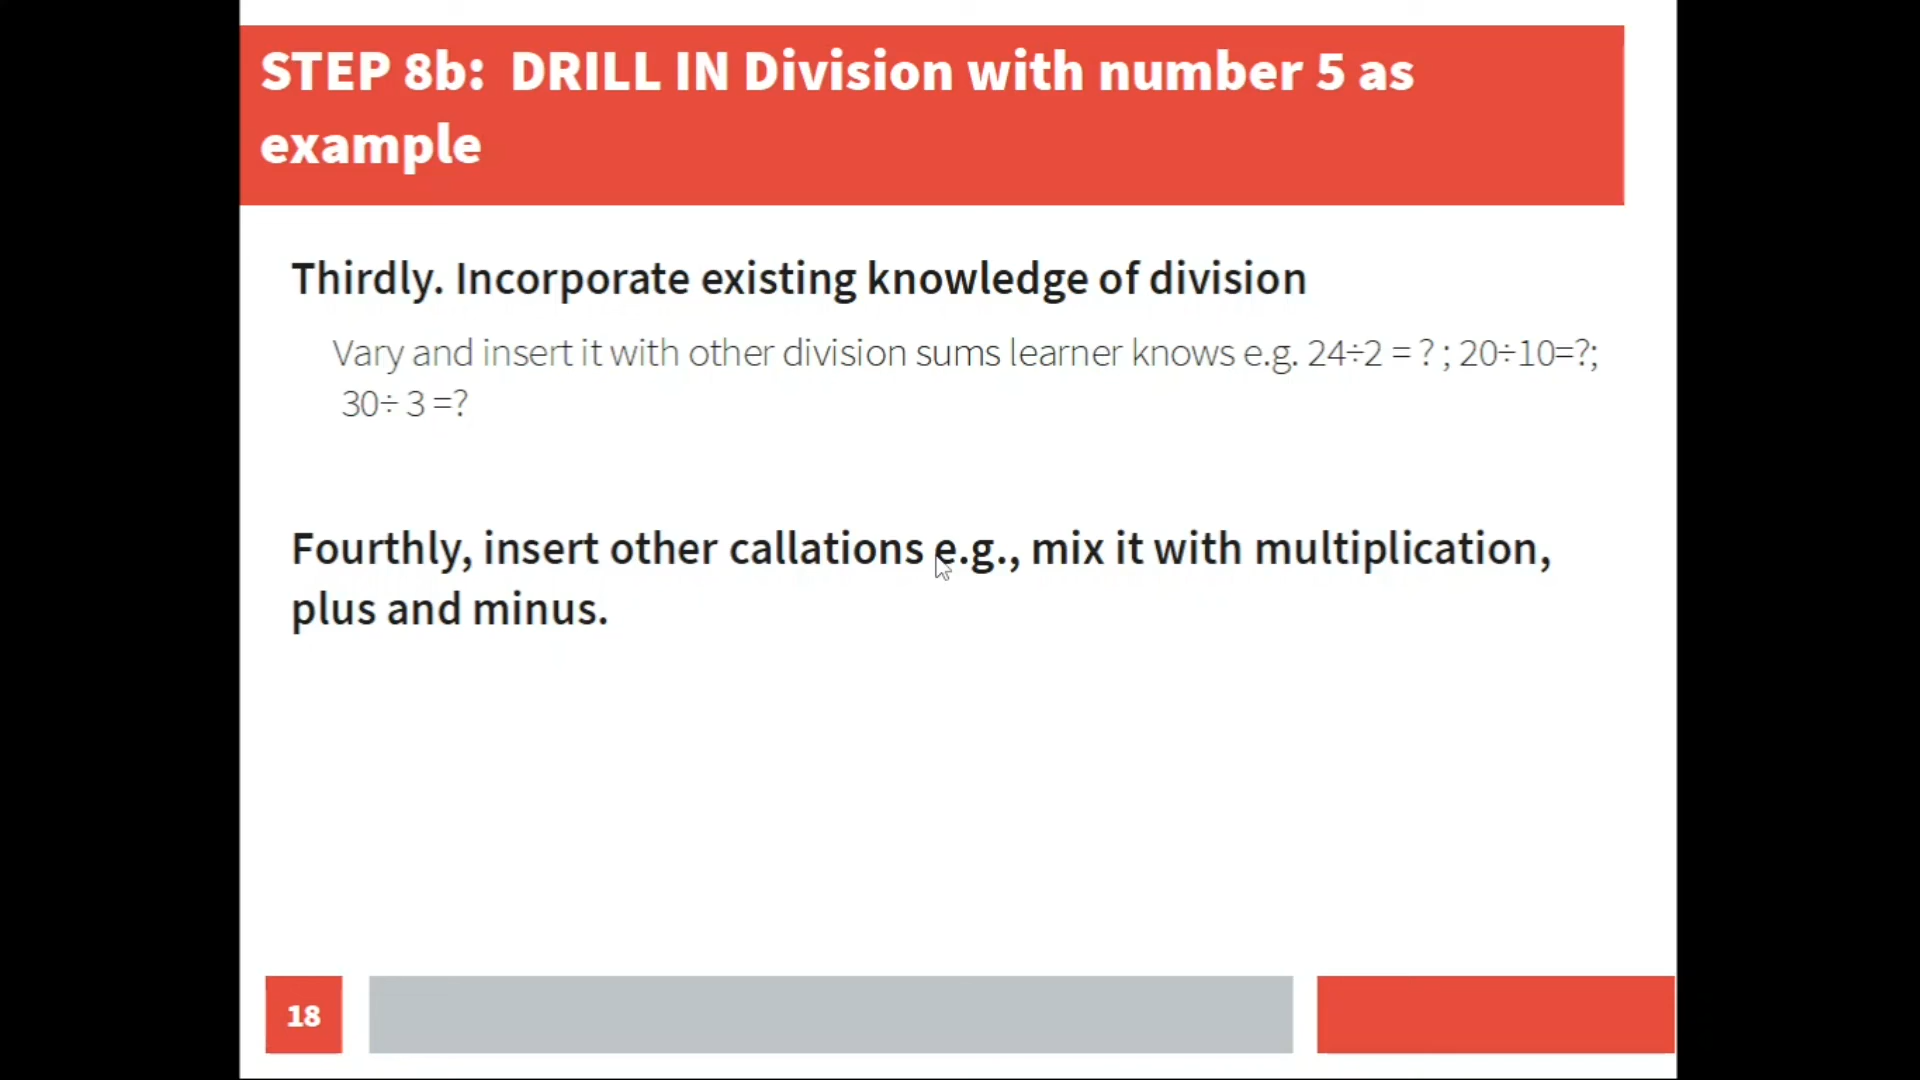 STEP 8b: DRILL IN Division with number 5 as
example
Thirdly. Incorporate existing knowledge of division
Vary and insert it with other division sums learner knows e.g. 24÷2 = ? ; 20÷10=?;
30÷ 3 =?
Fourthly, insert other callations e.g., mix it with multiplication,
plus and minus.
18